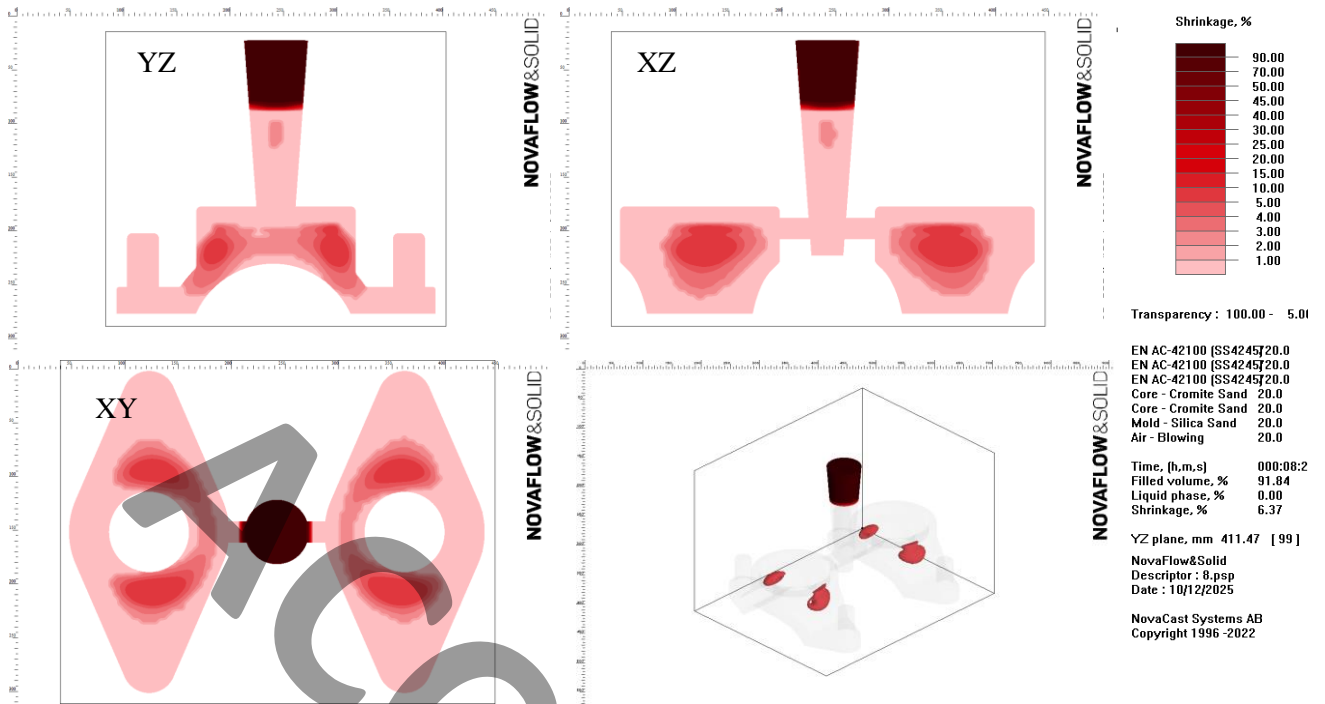 YZ
NOVAFLOW&SOLID
XZ
NOVAFLOW&SOLID
Shrinkage, %
90.00
70.00
50.00
45.00
40.00
30.00
25.00
20.00
15.00
10.00
5.00
4.00
3.00
2.00
1.00
Transparency : 100.00 - 5.0(
XY
NOVAFLOW&SOLID
NOVAFLOW&SOLID
EN AC-42100 (SS4245)720.0
EN AC-42100 (SS4245)720.0
EN AC-42100 (SS4245)720.0
Core - Cromite Sand 20.0
Core - Cromite Sand 20.0
Mold - Silica Sand 20.0
Air - Blowing 20.0
Time, (h,m,s) 000:08:2
Filled volume, % 91.84
Liquid phase, % 0.00
Shrinkage, % 6.37
YZ plane, mm 411.47 [ 99 ]
NovaFlow&Solid
Descriptor : 8.psp
Date : 10/12/2025
NovaCast Systems AB
Copyright 1996 -2022